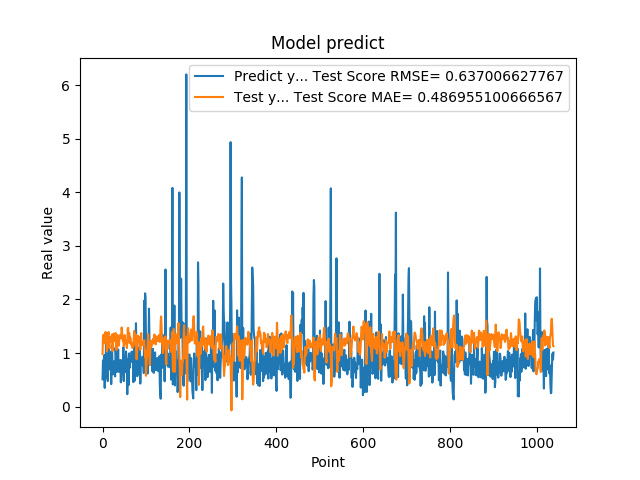 Model predict
Predict y... Test Score RMSE= 0.637006627767
Test y... Test Score MAE= 0.486955100666567
Real value
6
5
4
3
2
1
0
0 200 400 600 800 1000
Point